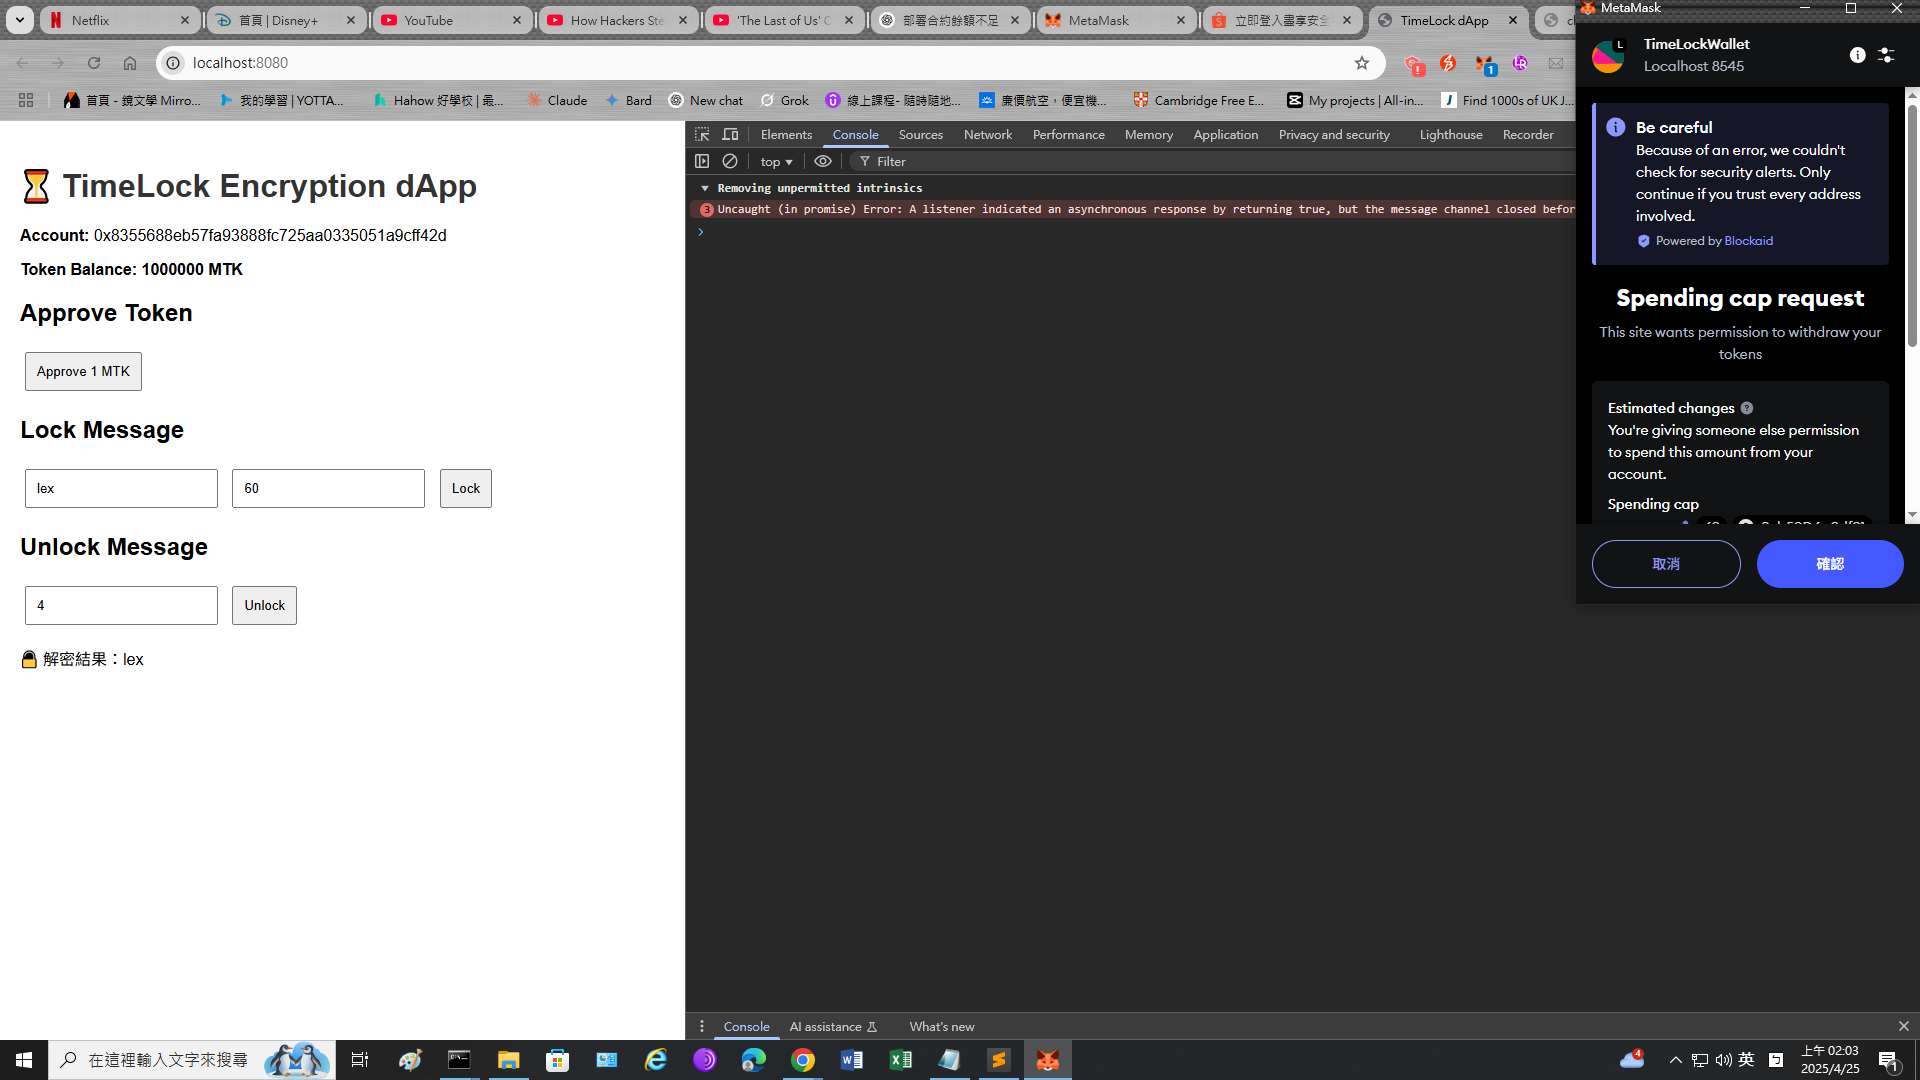 Netflix
首頁 | Disney+
YouTube
How Hackers Ste
'The Last of Us' C
部署合約餘額不足
MetaMask
立即登入盡享安全
TimeLock dApp
MetaMask
localhost:8080
1
首頁 - 鏡文學 Mirro...
我的學習 | YOTTA...
Hahow 好學校 | 最...
Claude
Bard
New chat
Grok
線上課程- 隨時隨地...
廉價航空，便宜機...
Cambridge Free E...
My projects | All-in...
Find 1000s of UK J...
⏳ TimeLock Encryption dApp
Account: 0x8355688eb57fa93888fc725aa0335051a9cff42d
Token Balance: 1000000 MTK
Approve Token
Approve 1 MTK
Lock Message
lex
60
Lock
Unlock Message
4
Unlock
🔒 解密結果：lex
Elements
Console
Sources
Network
Performance
Memory
Application
Privacy and security
Lighthouse
Recorder
top
Filter
Removing unpermitted intrinsics
3 Uncaught (in promise) Error: A listener indicated an asynchronous response by returning true, but the message channel closed befor
Console
AI assistance
What's new
L
TimeLockWallet
Localhost 8545
Be careful
Because of an error, we couldn't
check for security alerts. Only
continue if you trust every address
involved.
Powered by Blockaid
Spending cap request
This site wants permission to withdraw your
tokens
Estimated changes
You're giving someone else permission
to spend this amount from your
account.
Spending cap
取消
確認
在這裡輸入文字來搜尋
4
英
上午 02:03
2025/4/25
1